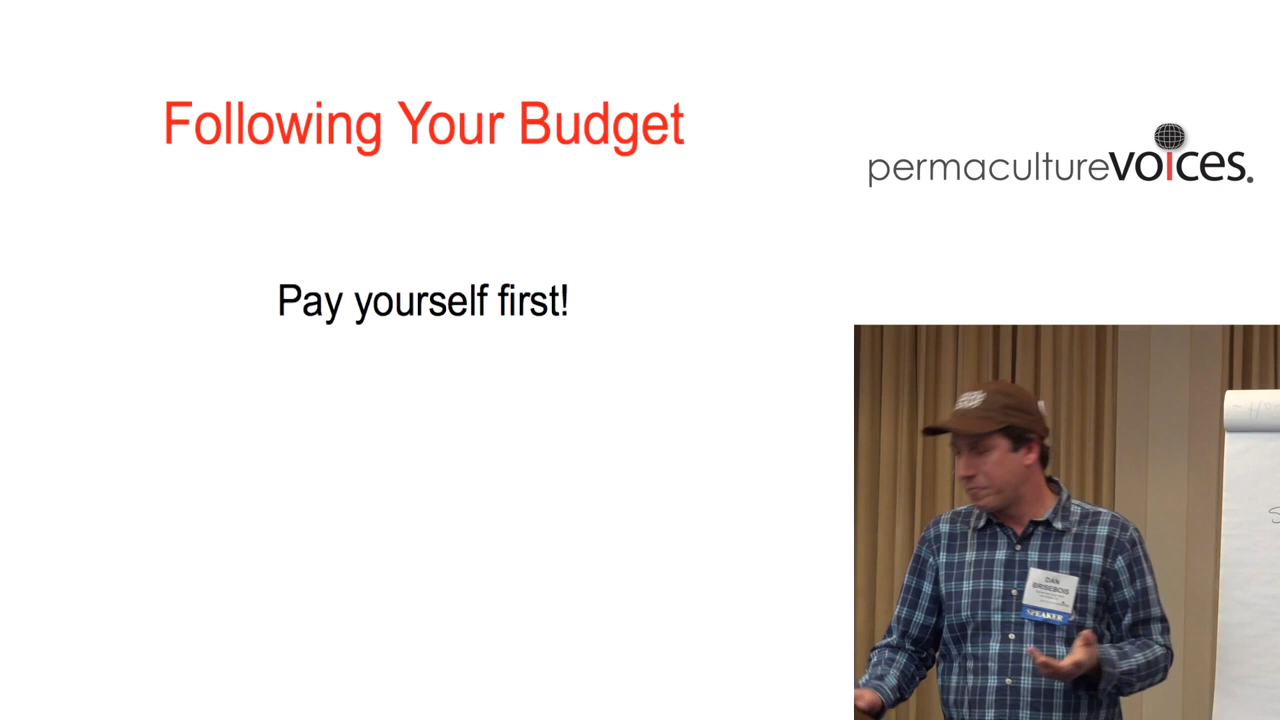 Following Your Budget
Pay yourself first!
permaculturevoices.
DAN
BRISEBOIS
SPEAKER